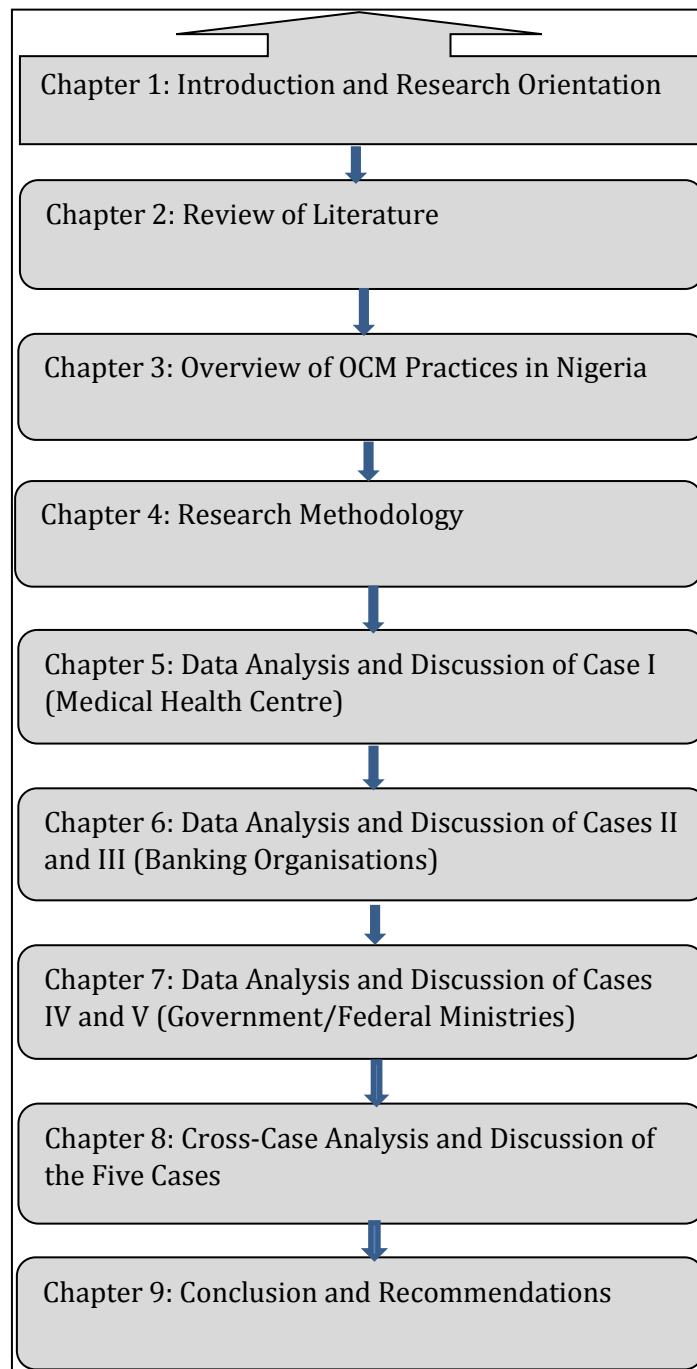 Chapter 1: Introduction and Research Orientation
Chapter 2: Review of Literature
Chapter 3: Overview of OCM Practices in Nigeria
Chapter 4: Research Methodology
Chapter 5: Data Analysis and Discussion of Case I
(Medical Health Centre)
Chapter 6: Data Analysis and Discussion of Cases II
and III (Banking Organisations)
Chapter 7: Data Analysis and Discussion of Cases
IV and V (Government/Federal Ministries)
Chapter 8: Cross-Case Analysis and Discussion of
the Five Cases
Chapter 9: Conclusion and Recommendations